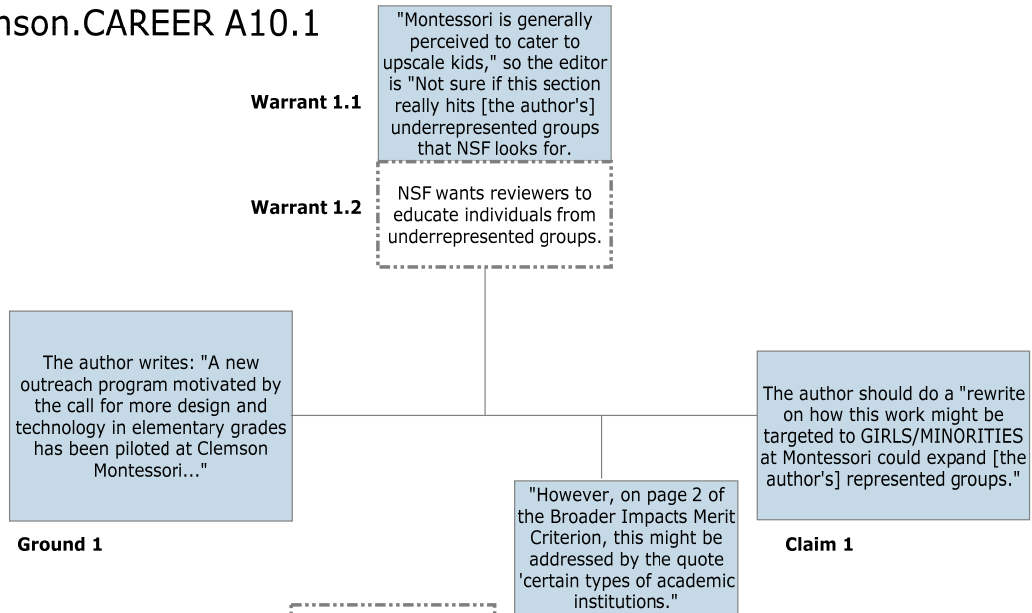 nson.CAREER A10.1
"Montessori is generally
perceived to cater to
upscale kids," so the editor
is "Not sure if this section
really hits [the author's]
underrepresented groups
that NSF looks for.
Warrant 1.1
NSF wants reviewers to
educate individuals from
underrepresented groups.
Warrant 1.2
The author writes: "A new
outreach program motivated by
the call for more design and
technology in elementary grades
has been piloted at Clemson
Montessori..."
Ground 1
The author should do a "rewrite
on how this work might be
targeted to GIRLS/MINORITIES
at Montessori could expand [the
author's] represented groups."
Claim 1
"However, on page 2 of
the Broader Impacts Merit
Criterion, this might be
addressed by the quote
'certain types of academic
institutions."